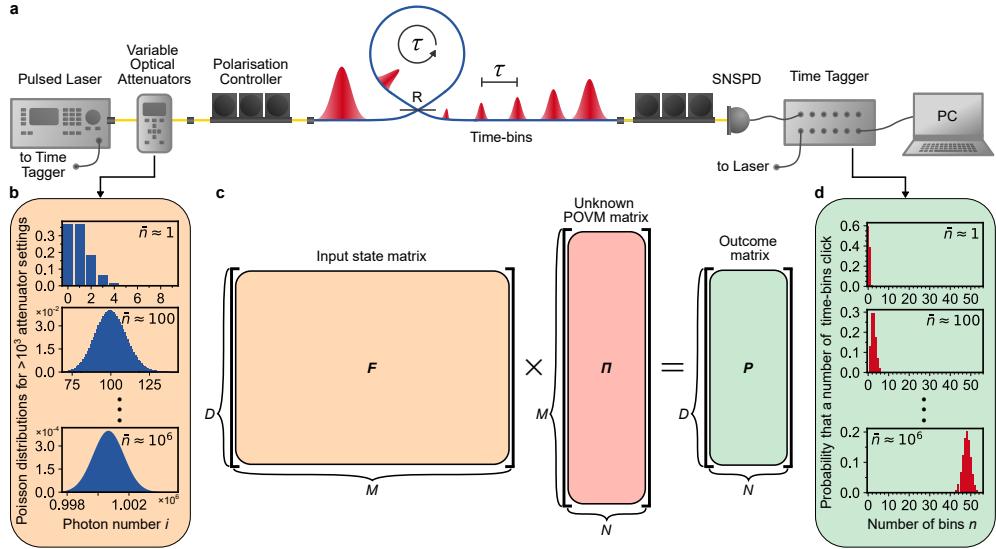 a
Pulsed Laser
Variable
Optical
Attenuators
Polarisation
Controller
τ
R
τ
Time-bins
SNSPD
Time Tagger
PC
to Time
Tagger
to Laser
b
Poisson distributions for >10³ attenuator settings
n̄ ≈ 1
0.3
0.1
0.0
0 2 4 6 8
×10⁻²
n̄ ≈ 100
3.0
1.5
0.0
75 100 125
×10⁻⁴
n̄ ≈ 10⁶
3.0
1.5
0.0
0.998 1.002
×10⁶
Photon number i
c
Input state matrix
F
D
M
×
Unknown
POVM matrix
Π
M
N
=
Outcome
matrix
P
D
N
d
Probability that a number of time-bins click
n̄ ≈ 1
0.6
0.4
0.2
0.0
0 10 20 30 40 50
n̄ ≈ 100
0.3
0.2
0.1
0.0
0 10 20 30 40 50
n̄ ≈ 10⁶
0.2
0.1
0.0
0 10 20 30 40 50
Number of bins n